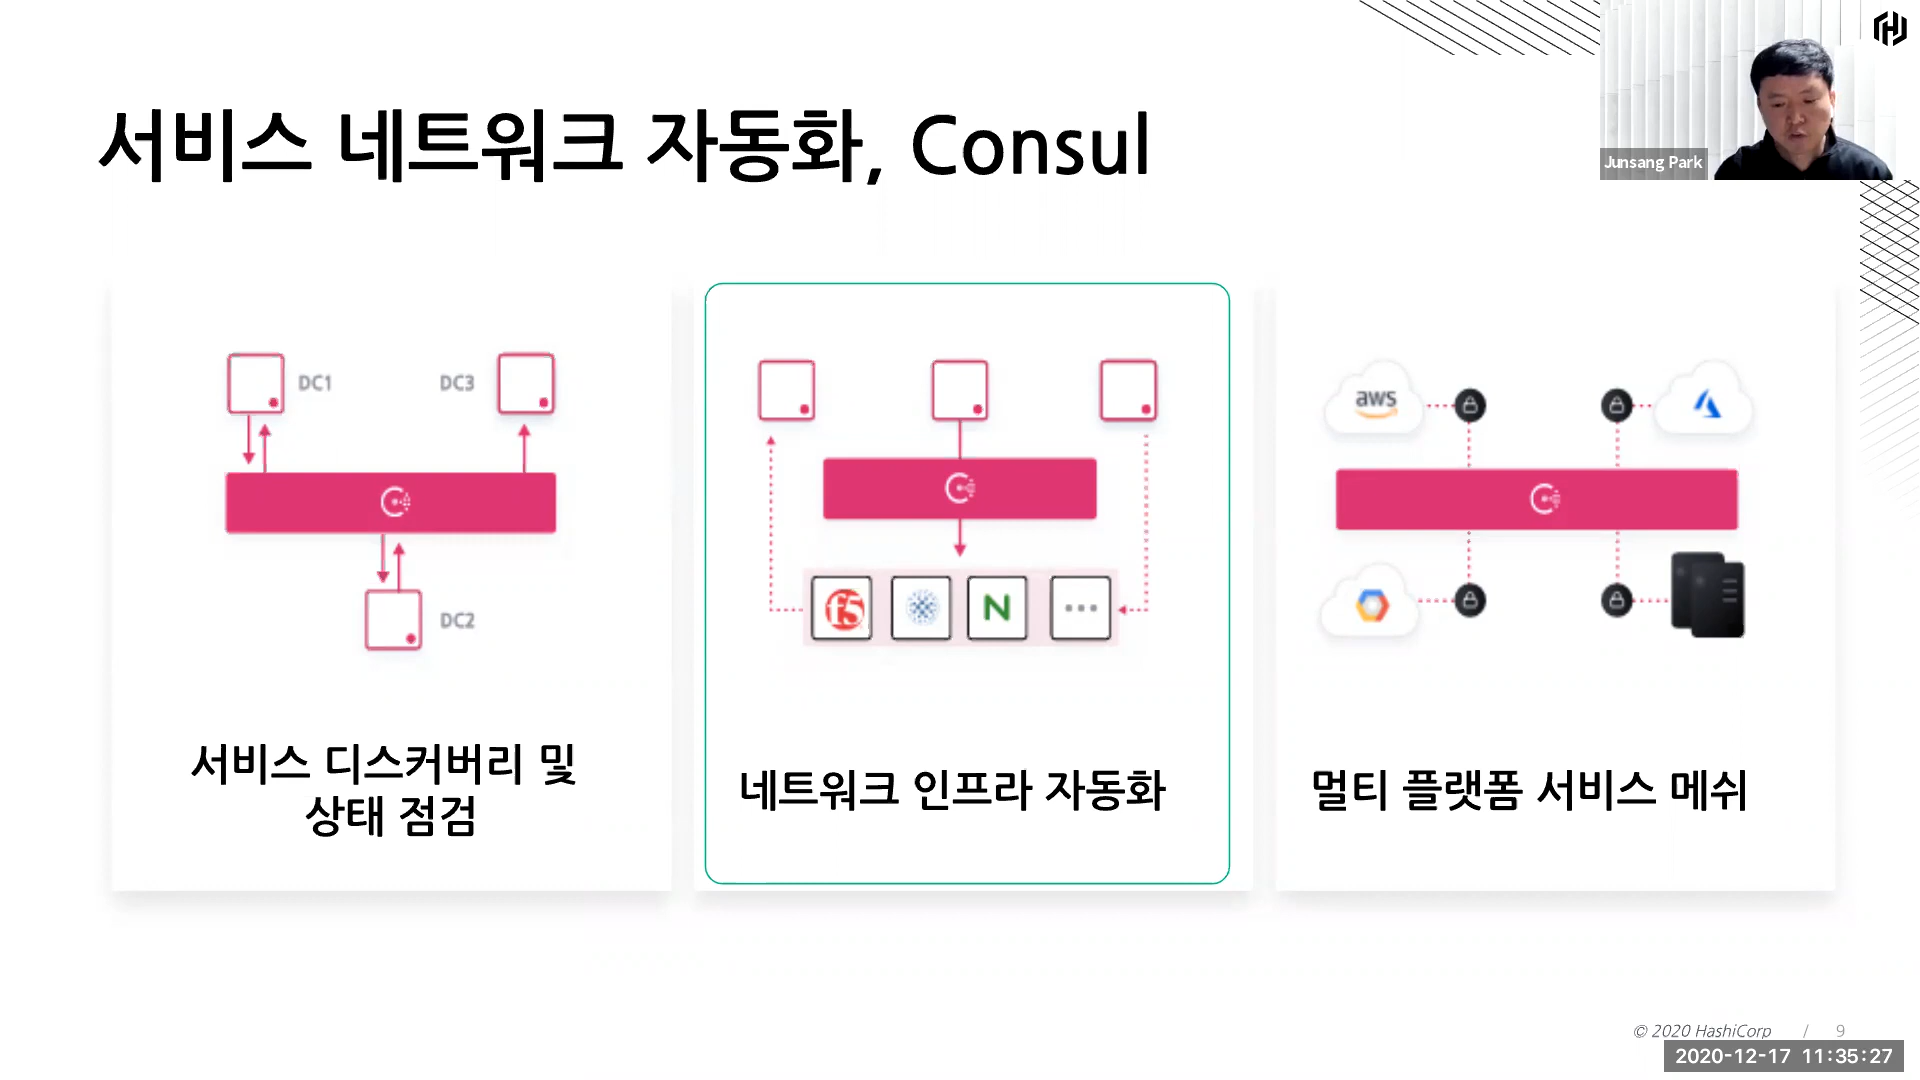 서비스 네트워크 자동화, Consul
Junsang Park
DC1
DC3
DC2
서비스 디스커버리 및
상태 점검
f5
N
네트워크 인프라 자동화
aws
멀티 플랫폼 서비스 메쉬
© 2020 HashiCorp / 9
2020-12-17 11:35:27